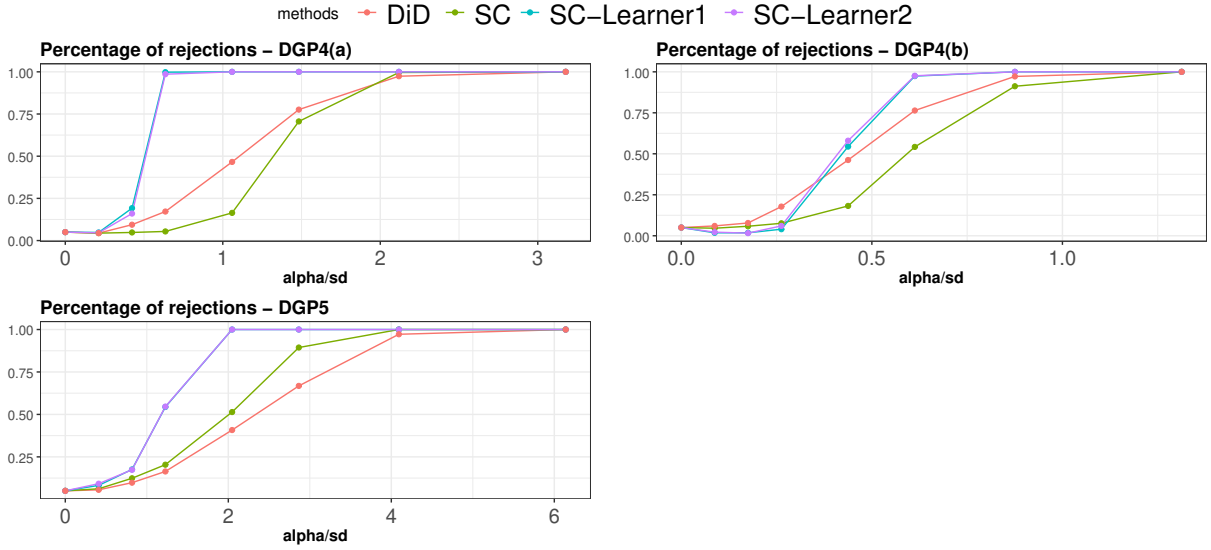 methods DiD SC SC−Learner1 SC−Learner2
Percentage of rejections − DGP4(a)
1.00
0.75
0.50
0.25
0.00
0 1 2 3
alpha/sd
Percentage of rejections − DGP4(b)
1.00
0.75
0.50
0.25
0.00
0.0 0.5 1.0
alpha/sd
Percentage of rejections − DGP5
1.00
0.75
0.50
0.25
0 2 4 6
alpha/sd